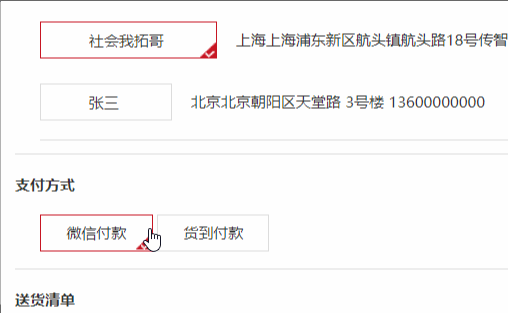 社会我拓哥 上海上海浦东新区航头镇航头路18号传智
张三 北京北京朝阳区天堂路 3号楼 13600000000
支付方式
微信付款 货到付款
送货清单